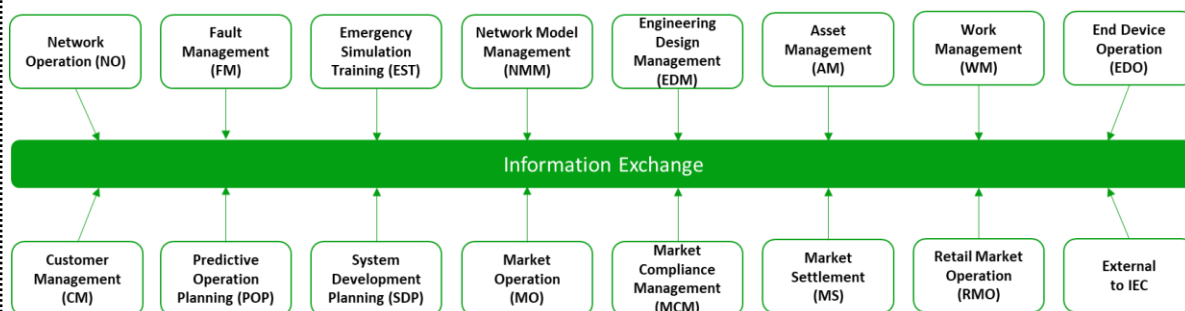 Network
Operation (NO)
Fault
Management
(FM)
Emergency
Simulation
Training (EST)
Network Model
Management
(NMM)
Engineering
Design
Management
(EDM)
Asset
Management
(AM)
Work
Management
(WM)
End Device
Operation
(EDO)
Information Exchange
Customer
Management
(CM)
Predictive
Operation
Planning (POP)
System
Development
Planning (SDP)
Market
Operation
(MO)
Market
Compliance
Management
(MCM)
Market
Settlement
(MS)
Retail Market
Operation
(RMO)
External
to IEC